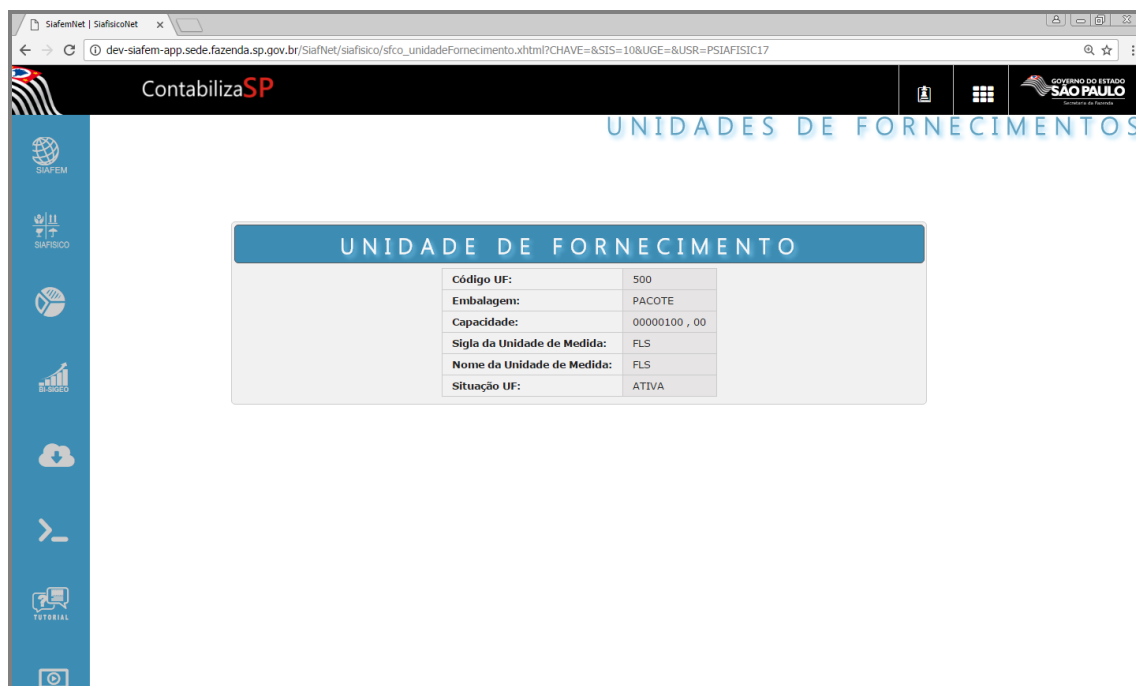 SiafemNet | SiafisicoNet
dev-siafem-app.sede.fazenda.sp.gov.br/SiafNet/siafisico/sfco_unidadeFornecimento.xhtml?CHAVE=&SIS=10&UGE=&USR=PSIAFISIC17
ContabilizaSP
GOVERNO DO ESTADO
SÃO PAULO
Secretaria da Fazenda
UNIDADES DE FORNECIMENTOS
SIAFEM
SIAFISICO
BI-SIGEO
TUTORIAL
UNIDADE DE FORNECIMENTO
Código UF: 500
Embalagem: PACOTE
Capacidade: 00000100 , 00
Sigla da Unidade de Medida: FLS
Nome da Unidade de Medida: FLS
Situação UF: ATIVA